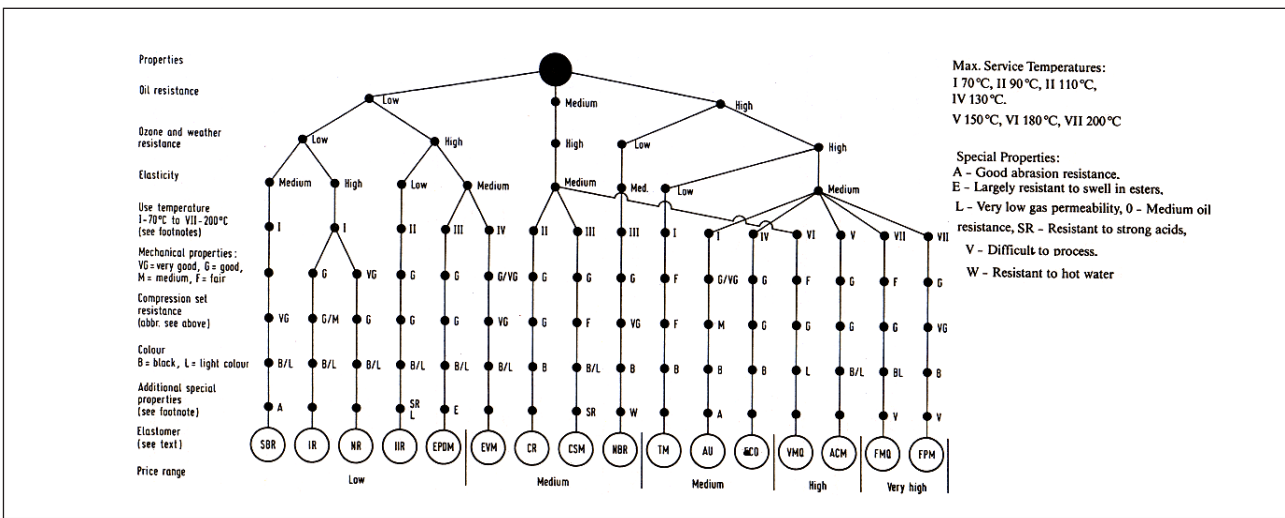 Properties
Oil resistance
Low
Medium
High
Ozone and weather
resistance
Low
High
High
Low
High
Elasticity
Medium
High
Low
Medium
Medium
Med.
Low
Medium
Use temperature
I-70°C to VII-200°C
(see footnotes)
I
I
II
III
IV
II
III
III
I
I
IV
VI
V
VII
VII
Mechanical properties:
VG=very good, G=good,
M=medium, F=fair
G
VG
G
G
G/VG
G
G
G
F
G/VG
G
F
G
F
G
Compression set
resistance
(abbr. see above)
VG
G/M
G
G
G
VG
G
F
VG
F
M
G
G
G
G
VG
Colour
B=black, L=light colour
B/L
B/L
B/L
B/L
B/L
B/L
B
B/L
B
B
B
B
L
B/L
BL
B
Additional special
properties
(see footnote)
A
SR
L
E
SR
W
A
V
V
Elastomer
(see text)
SBR
IR
NR
IIR
EPDM
EVM
CR
CSM
NBR
TM
AU
ECO
VMQ
ACM
FMQ
FPM
Price range
Low
Medium
Medium
High
Very high
Max. Service Temperatures:
I 70°C, II 90°C, II 110°C,
IV 130°C.
V 150°C, VI 180°C, VII 200°C
Special Properties:
A – Good abrasion resistance.
E – Largely resistant to swell in esters,
L – Very low gas permeability, 0 – Medium oil
resistance, SR – Resistant to strong acids,
V – Difficult to process.
W – Resistant to hot water